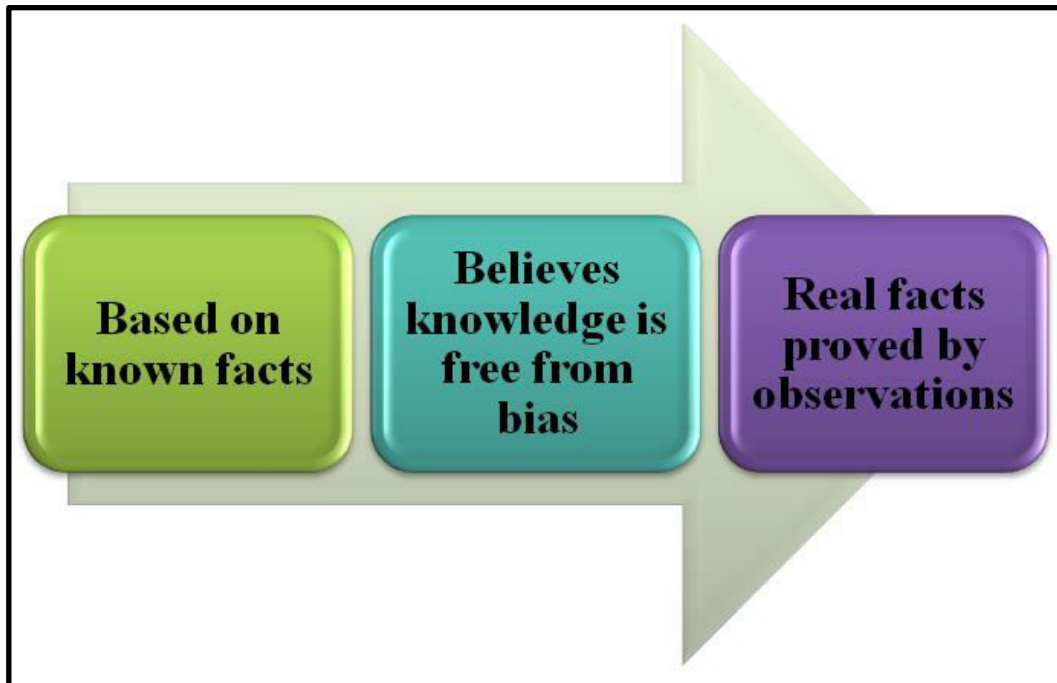 Based on
known facts
Believes
knowledge is
free from
bias
Real facts
proved by
observations